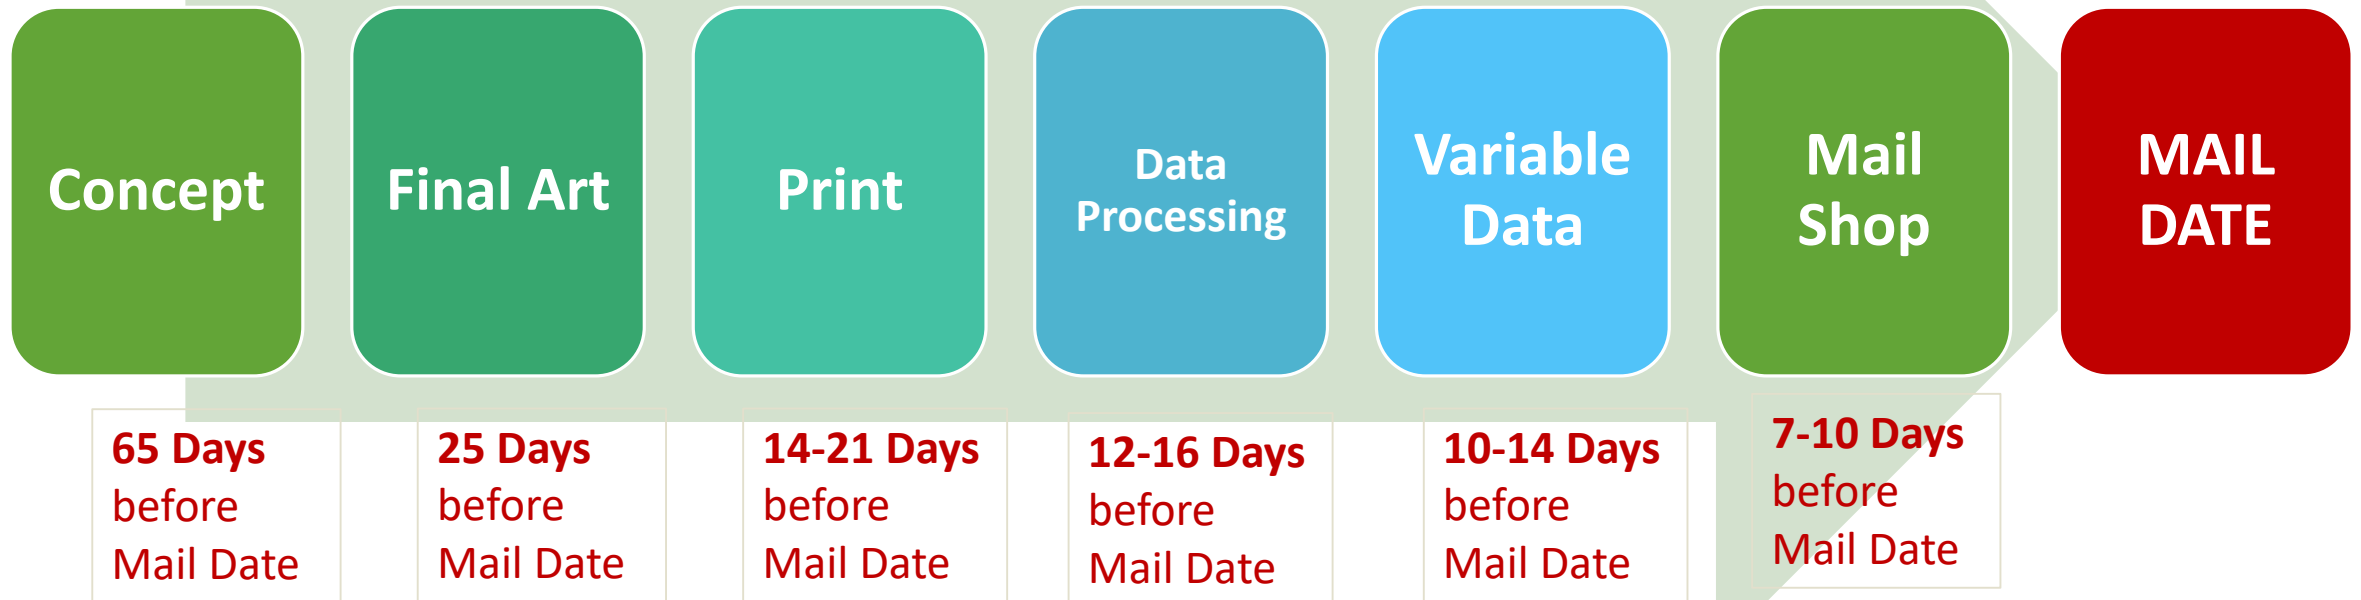 Concept
Final Art
Print
Data
Processing
Variable
Data
Mail
Shop
MAIL
DATE
65 Days
before
Mail Date
25 Days
before
Mail Date
14-21 Days
before
Mail Date
12-16 Days
before
Mail Date
10-14 Days
before
Mail Date
7-10 Days
before
Mail Date